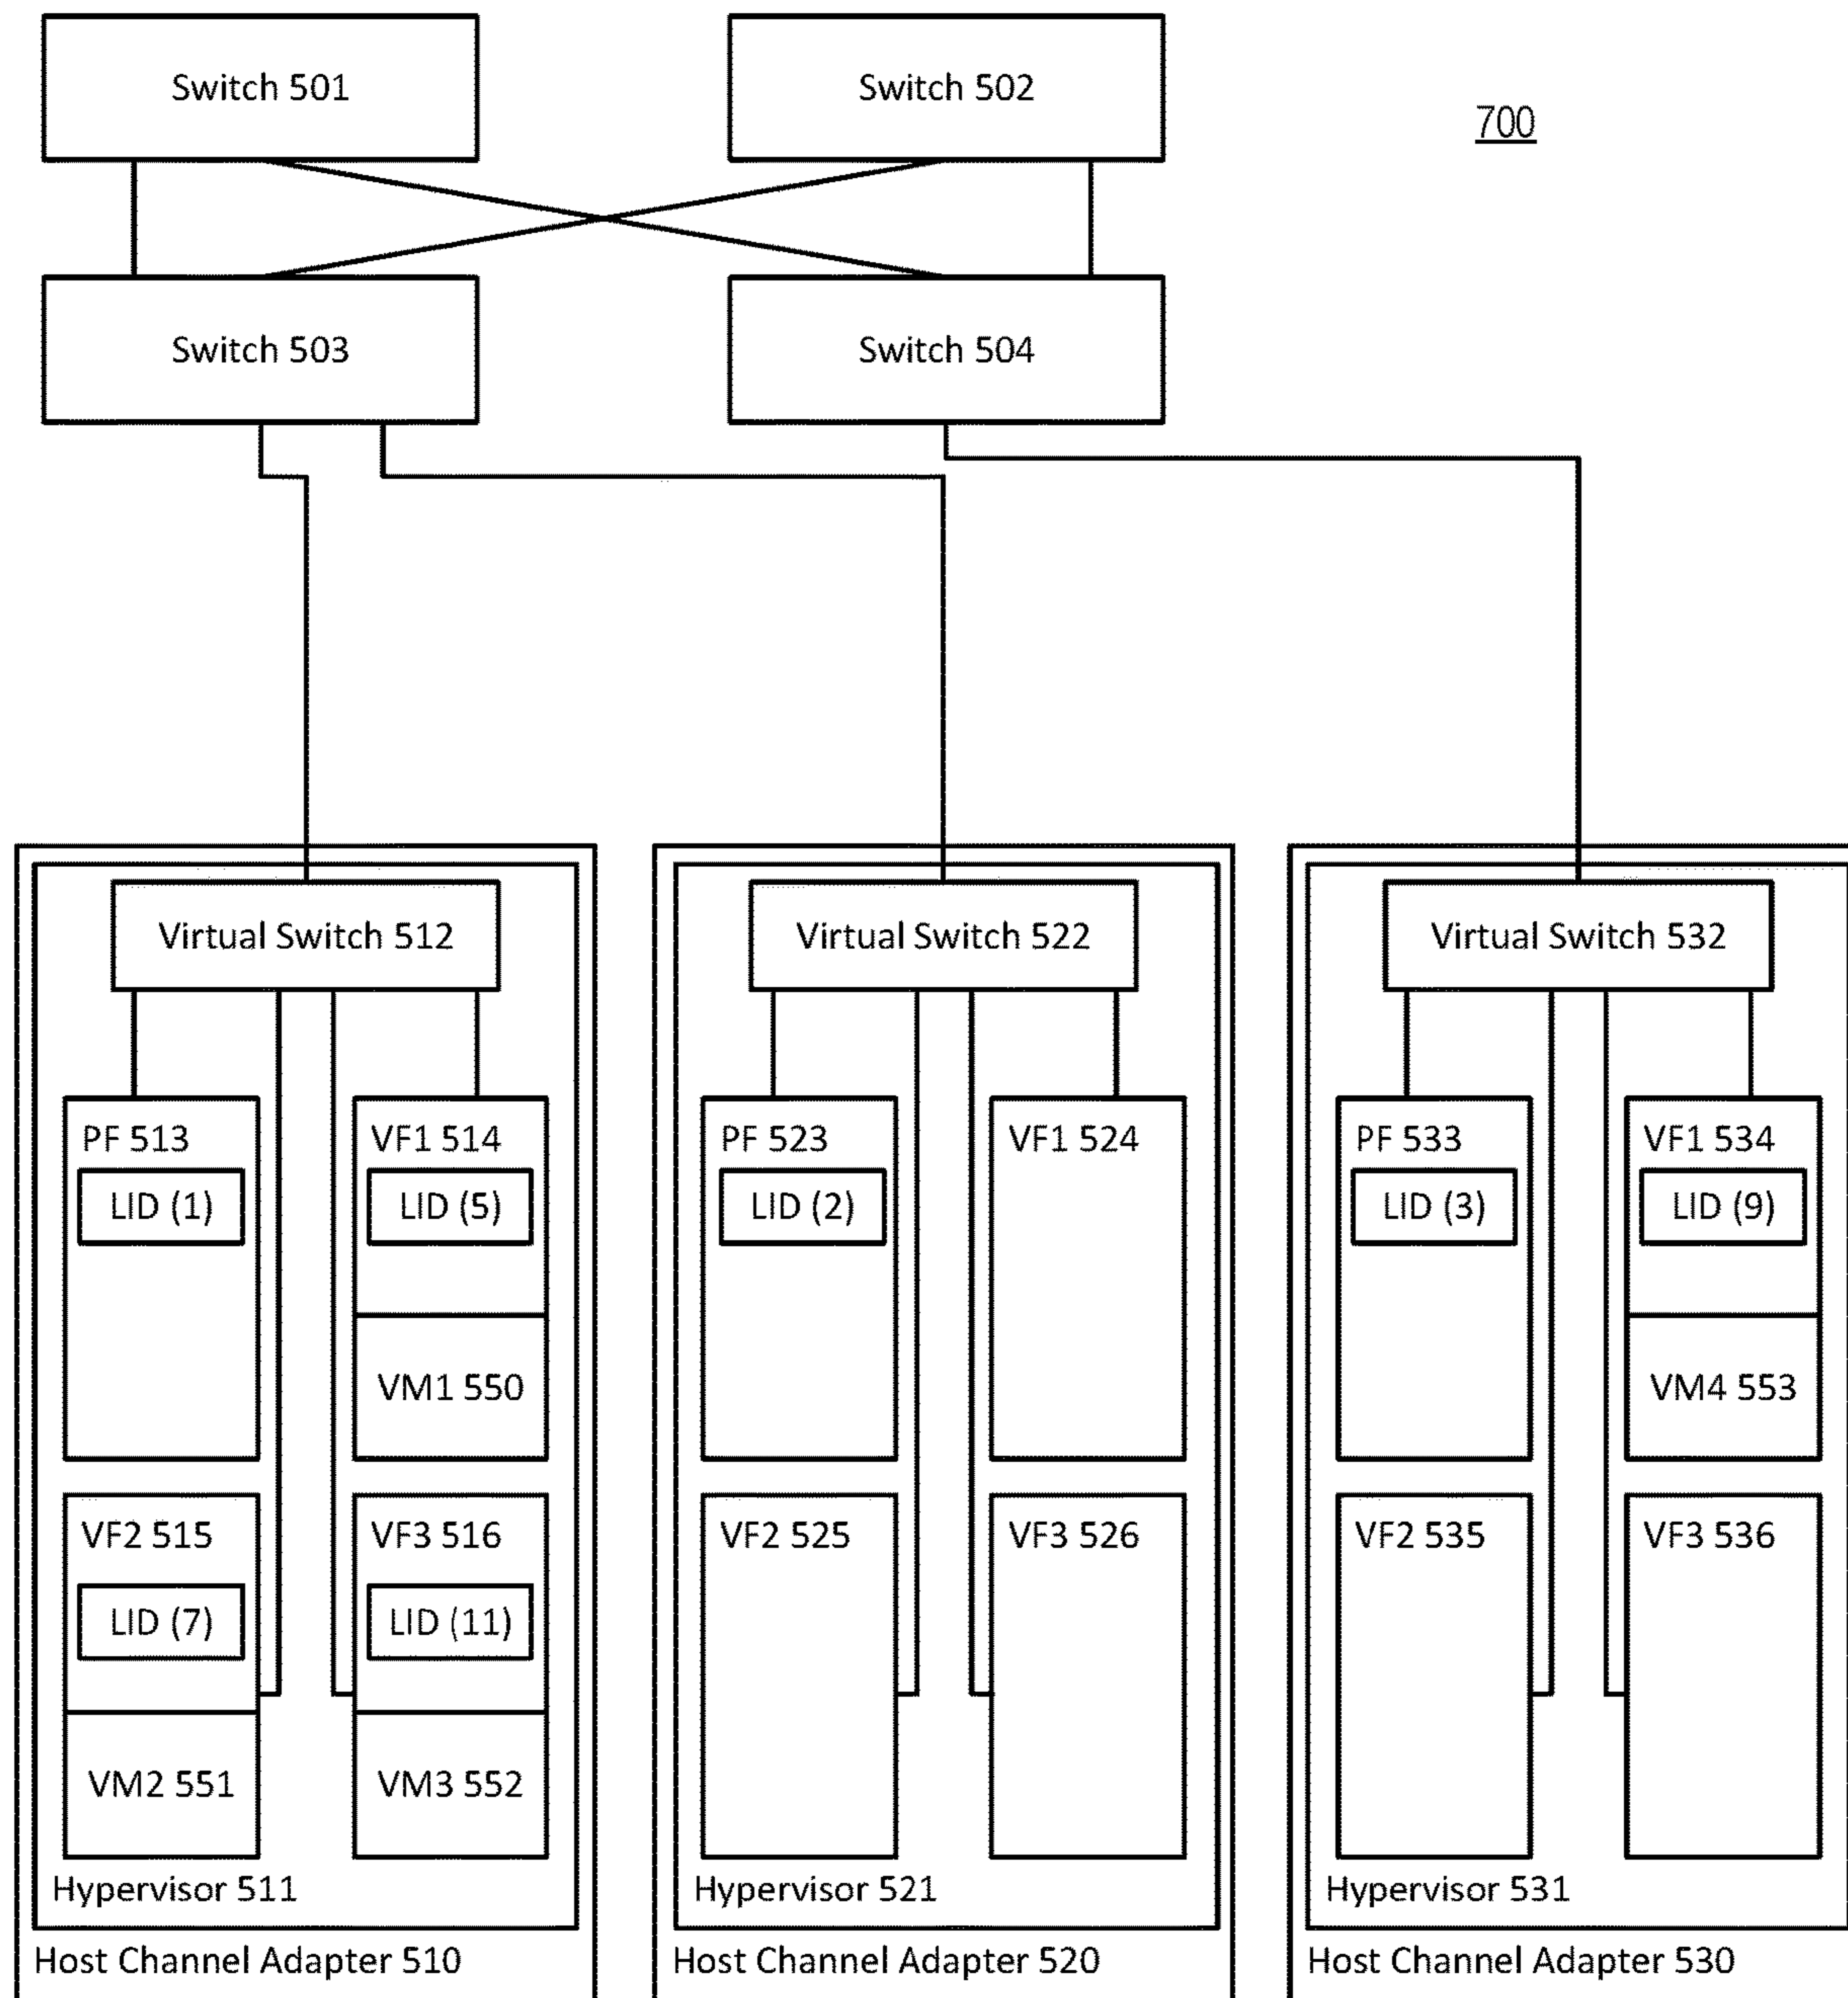 Switch 501
Switch 502
700
Switch 503
Switch 504
Virtual Switch 512
Virtual Switch 522
Virtual Switch 532
PF 513
LID (1)
VF1 514
LID (5)
VM1 550
PF 523
LID (2)
VF1 524
PF 533
LID (3)
VF1 534
LID (9)
VM4 553
VF2 515
LID (7)
VM2 551
VF3 516
LID (11)
VM3 552
VF2 525
VF3 526
VF2 535
VF3 536
Hypervisor 511
Hypervisor 521
Hypervisor 531
Host Channel Adapter 510
Host Channel Adapter 520
Host Channel Adapter 530